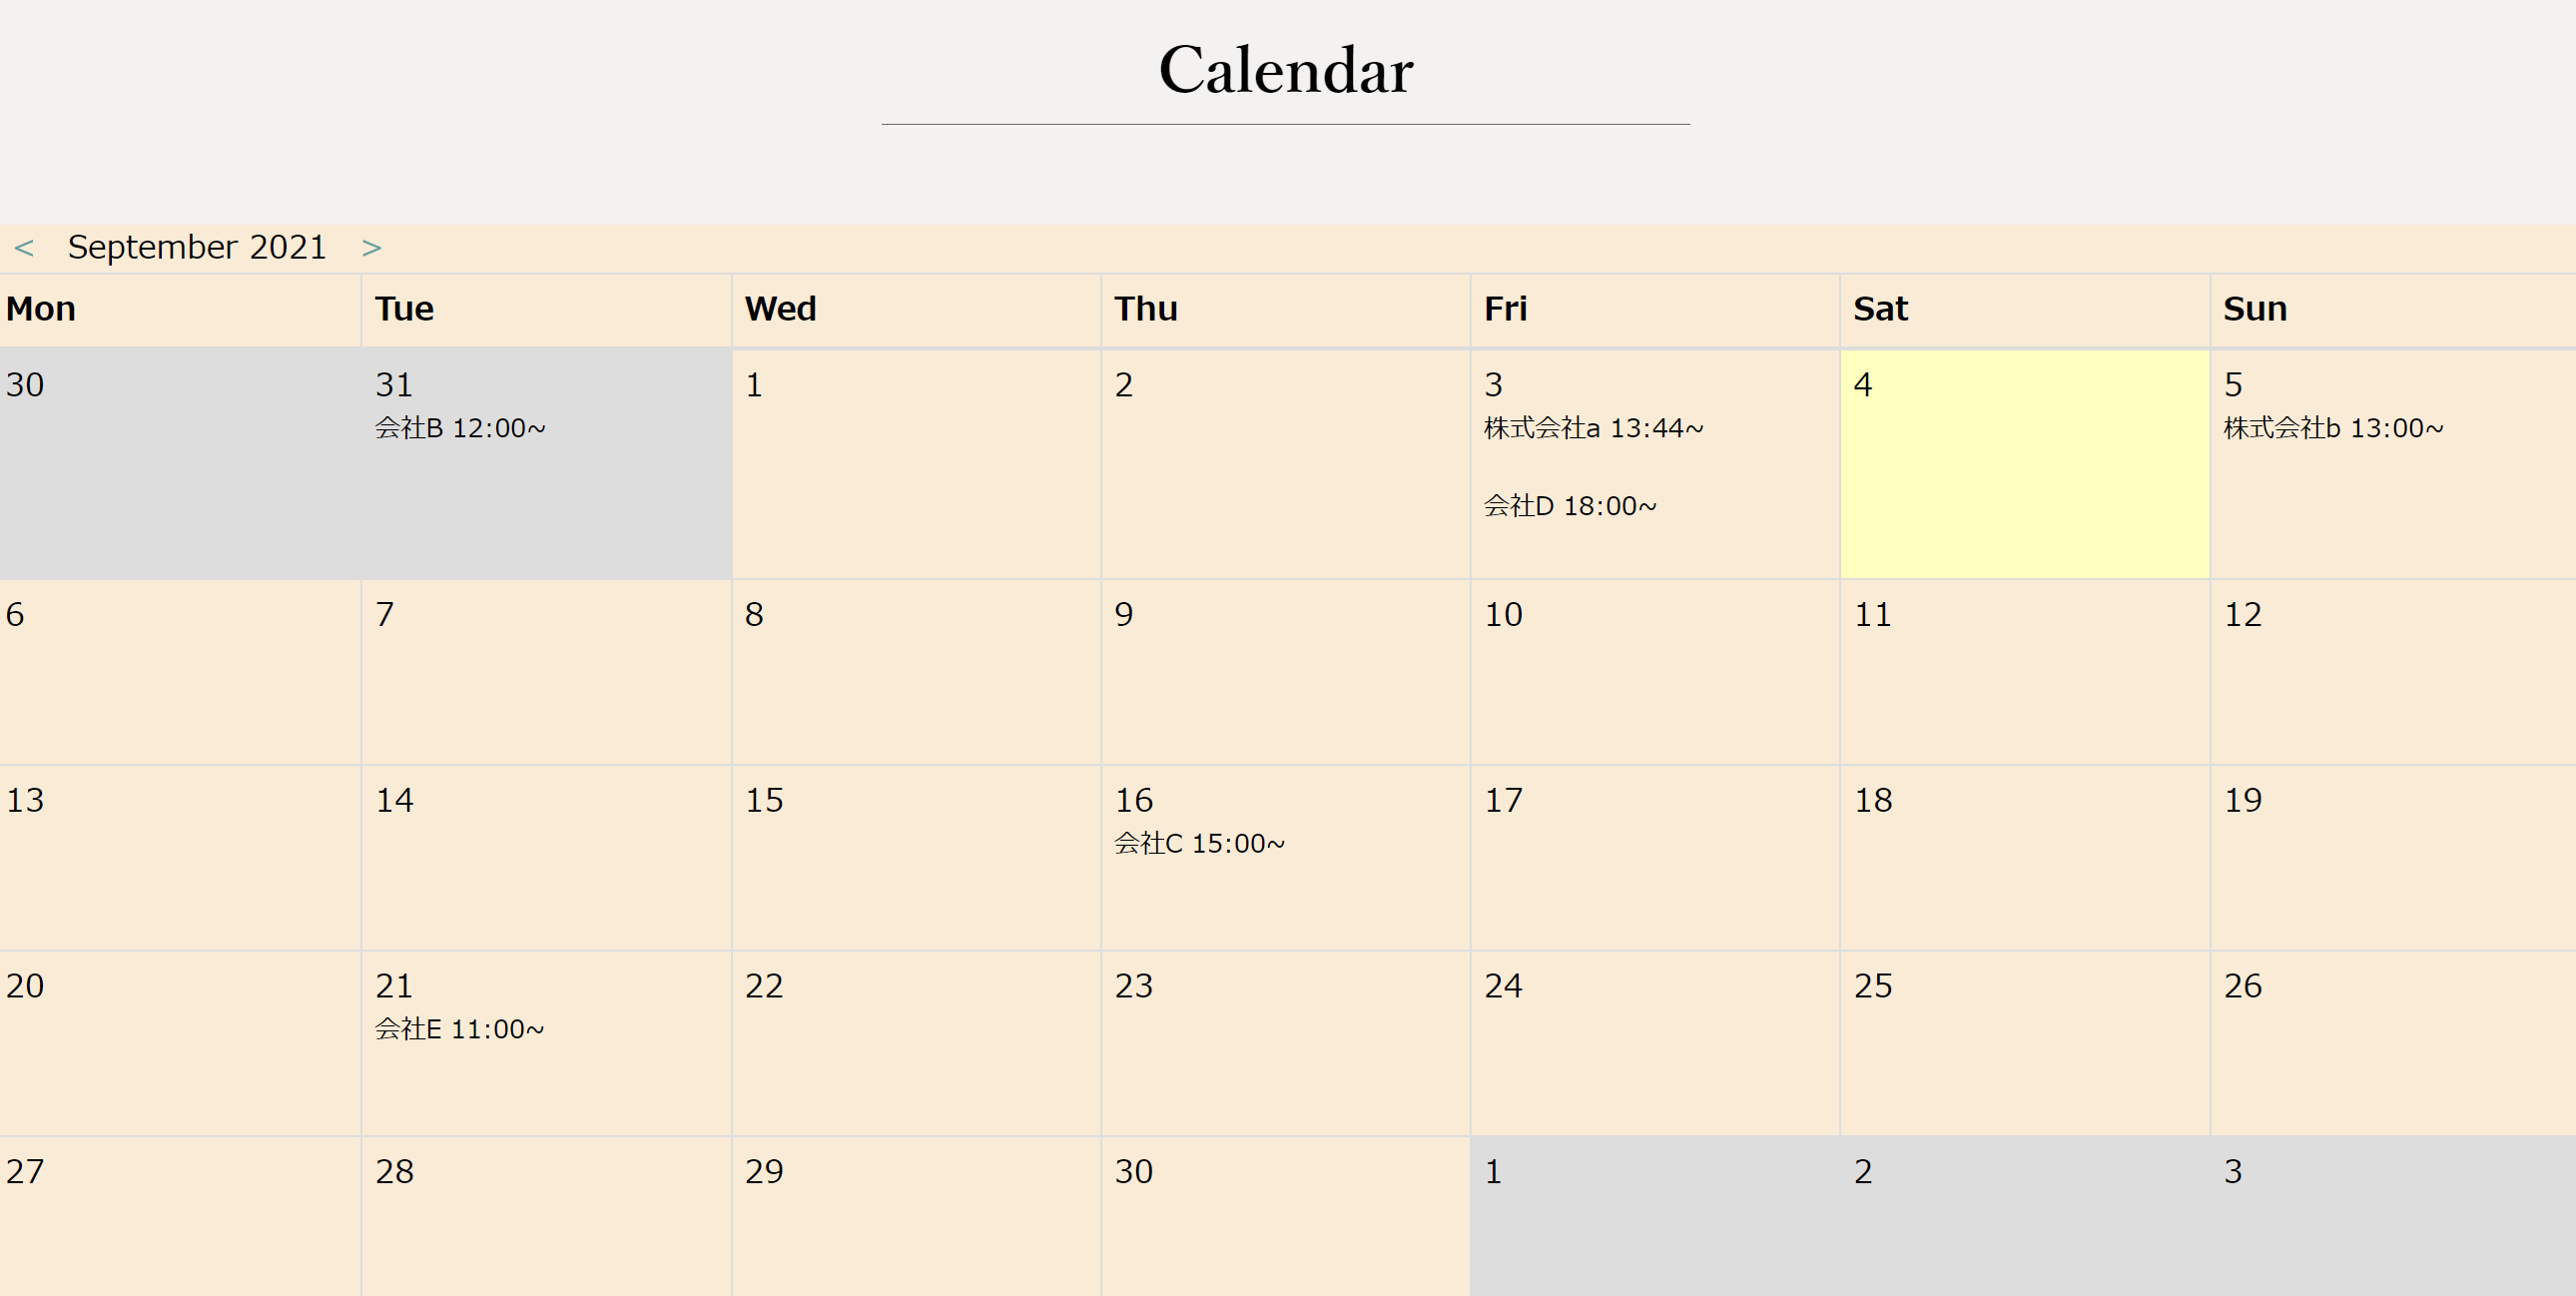 Calendar
< September 2021 >
Mon Tue Wed Thu Fri Sat Sun
30 31 1 2 3 4 5
会社B 12:00~ 株式会社a 13:44~ 株式会社b 13:00~
会社D 18:00~
6 7 8 9 10 11 12
13 14 15 16 17 18 19
会社C 15:00~
20 21 22 23 24 25 26
会社E 11:00~
27 28 29 30 1 2 3